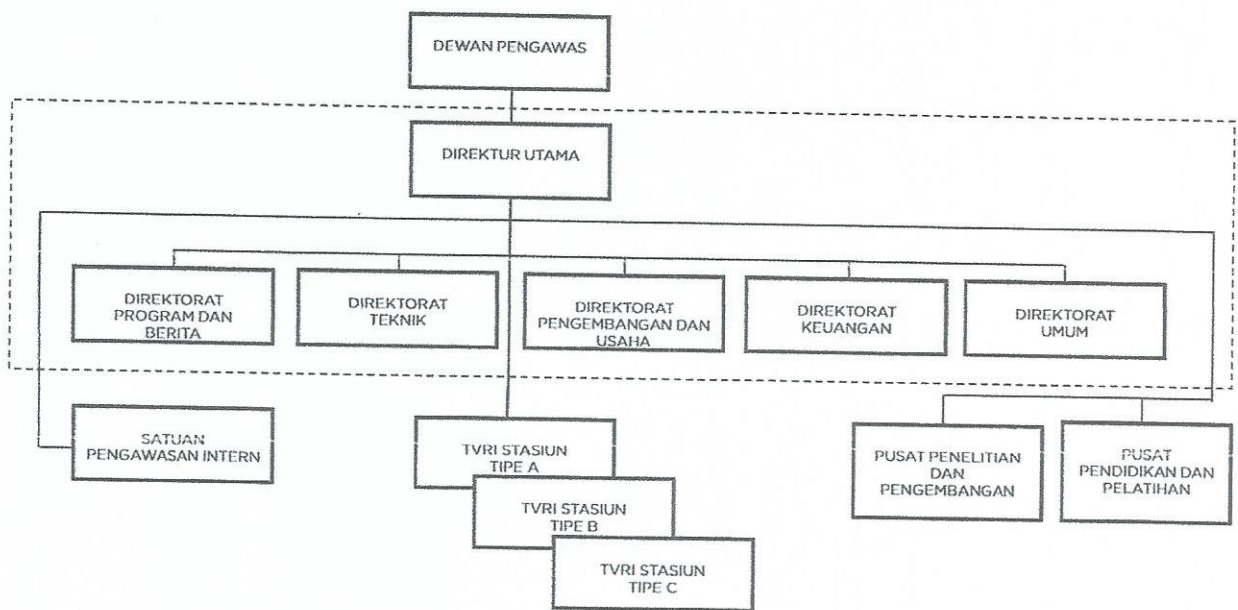 DEWAN PENGAWAS
DIREKTUR UTAMA
DIREKTORAT
PROGRAM DAN
BERITA
DIREKTORAT
TEKNIK
DIREKTORAT
PENGEMBANGAN DAN
USAHA
DIREKTORAT
KEUANGAN
DIREKTORAT
UMUM
SATUAN
PENGAWASAN INTERN
TVRI STASIUN
TIPE A
TVRI STASIUN
TIPE B
TVRI STASIUN
TIPE C
PUSAT PENELITIAN
DAN
PENGEMBANGAN
PUSAT
PENDIDIKAN DAN
PELATIHAN